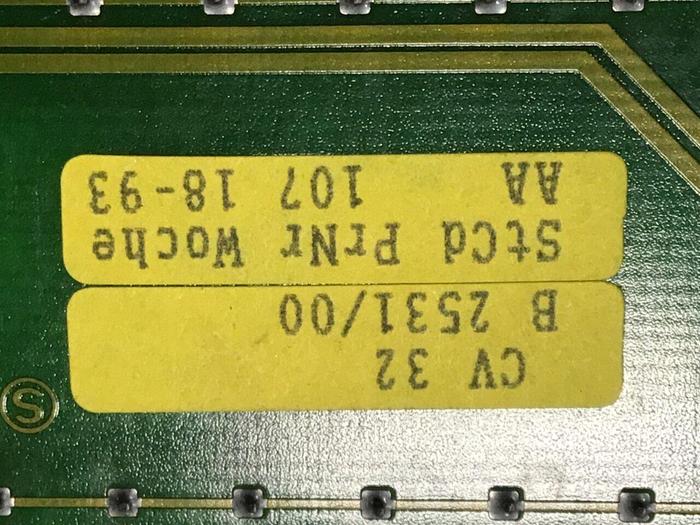 CV 32
B 2531/00
StCd PrNr Woche
AA 107 18-93
S